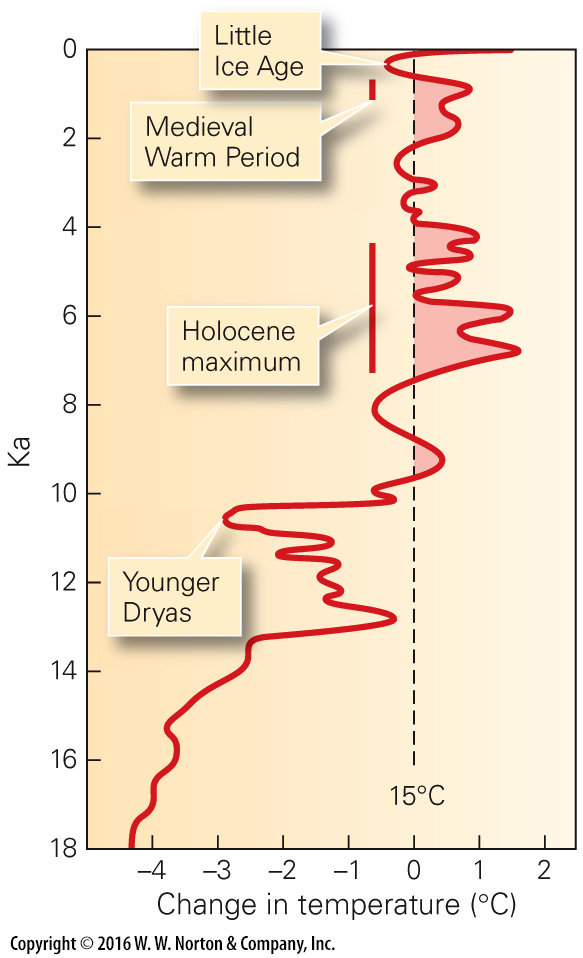 0
Little
Ice Age
Medieval
Warm Period
2
4
6
Holocene
maximum
8
Ka
10
Younger
Dryas
12
14
16
15°C
18
–4 –3 –2 –1 0 1 2
Change in temperature (°C)
Copyright © 2016 W. W. Norton & Company, Inc.